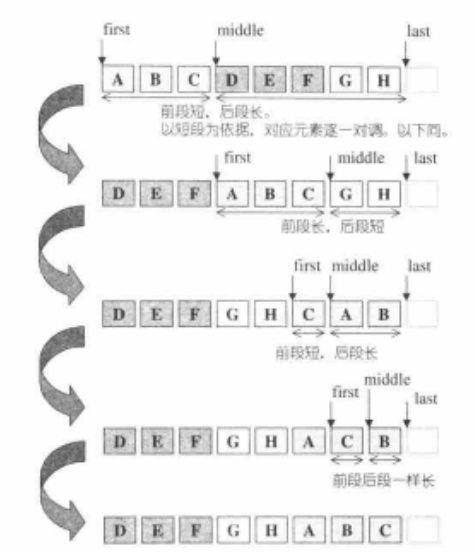 first middle last
A B C D E F G H
前段短，后段长。
以短段为依据，对应元素逐一对调。以下同。
first middle last
D E F A B C G H
前段长，后段短
first middle last
D E F G H C A B
前段短，后段长
first middle last
D E F G H A C B
前段后段一样长
D E F G H A B C